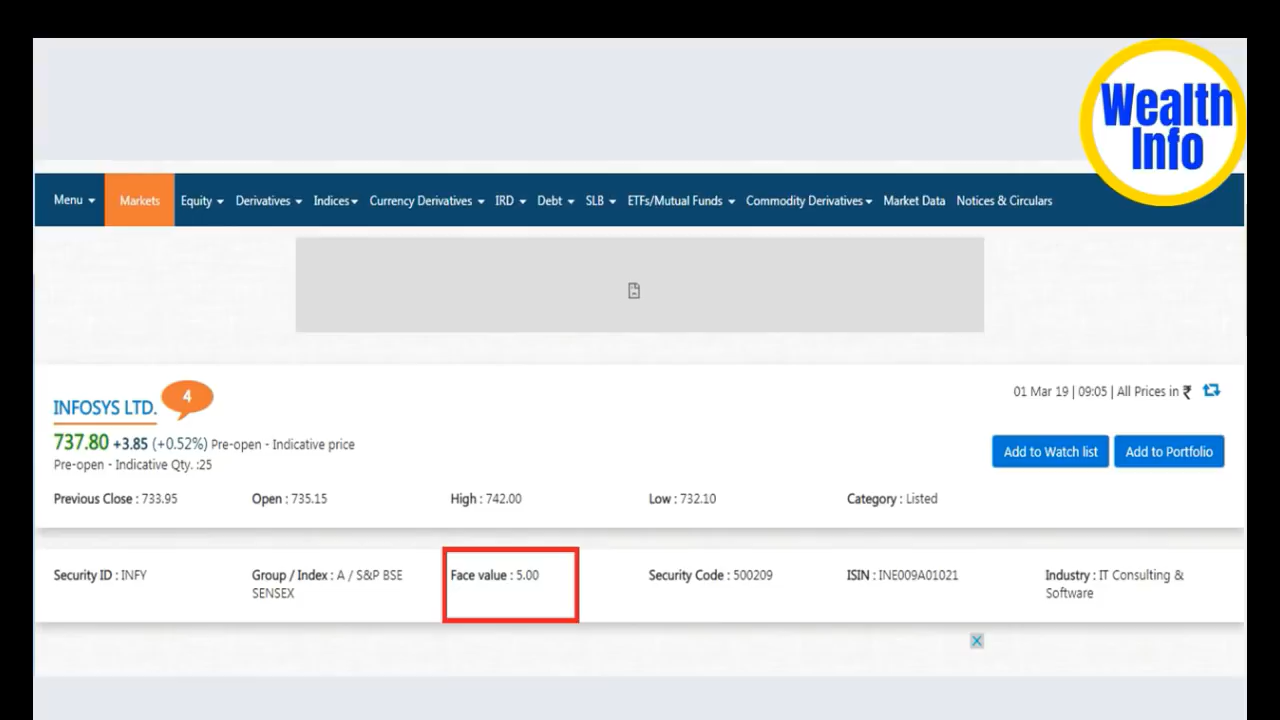 Wealth
Info
Menu Markets Equity Derivatives Indices Currency Derivatives IRD Debt SLB ETFs/Mutual Funds Commodity Derivatives Market Data Notices & Circulars
4
INFOSYS LTD.
01 Mar 19 | 09:05 | All Prices in ₹
737.80 +3.85 (+0.52%) Pre-open - Indicative price
Pre-open - Indicative Qty. :25
Add to Watch list Add to Portfolio
Previous Close : 733.95 Open : 735.15 High : 742.00 Low : 732.10 Category : Listed
Security ID : INFY Group / Index : A / S&P BSE Face value : 5.00 Security Code : 500209 ISIN : INE009A01021 Industry : IT Consulting &
SENSEX Software